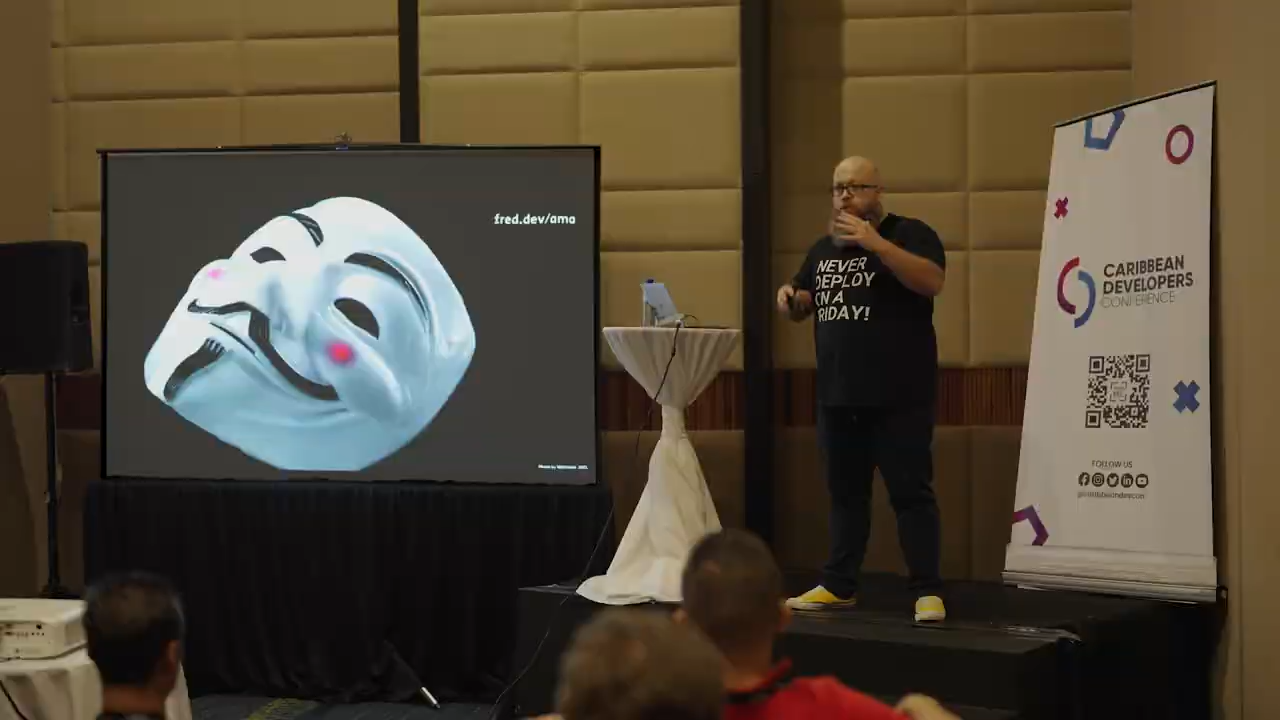 fred.dev/ama
NEVER
DEPLOY
ON A
FRIDAY!
CARIBBEAN
DEVELOPERS
CONFERENCE
FOLLOW US